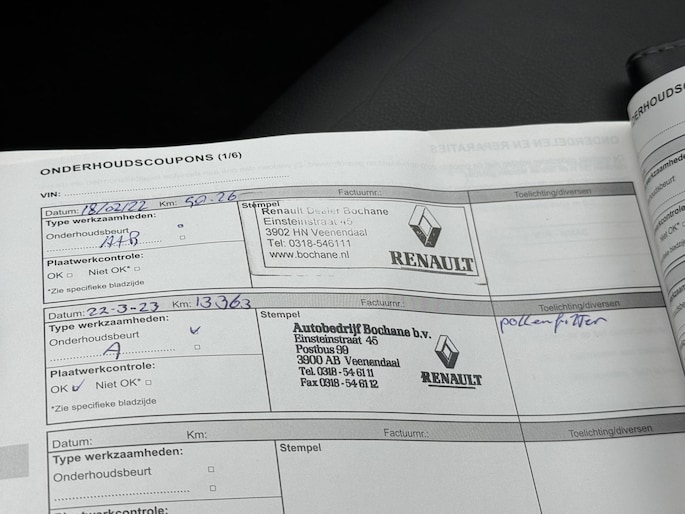 ONDERHOUDSCOUPONS (1/6)
VIN:
Datum: 18/02/22 Km: Factuurnr.: Toelichting/diversen
Type werkzaamheden:
Onderhoudsbeurt
A+B
Plaatwerkcontrole:
OK Niet OK*
*Zie specifieke bladzijde
Stempel
Renault Dealer Bochane
Einsteinstraat 45
3902 HN Veenendaal
Tel: 0318-546111
www.bochane.nl
RENAULT
Datum: 22-3-23 Km: 13363 Factuurnr.: Toelichting/diversen
Type werkzaamheden:
Onderhoudsbeurt
A
Plaatwerkcontrole:
OK Niet OK*
*Zie specifieke bladzijde
Stempel
Autobedrijf Bochane b.v.
Einsteinstraat 45
Postbus 99
3900 AB Veenendaal
Tel. 0318 - 54 61 11
Fax 0318 - 54 61 12
RENAULT
pollenfilter
Datum: Km: Factuurnr.: Toelichting/diversen
Type werkzaamheden:
Onderhoudsbeurt
Stempel
Plaatwerkcontrole: